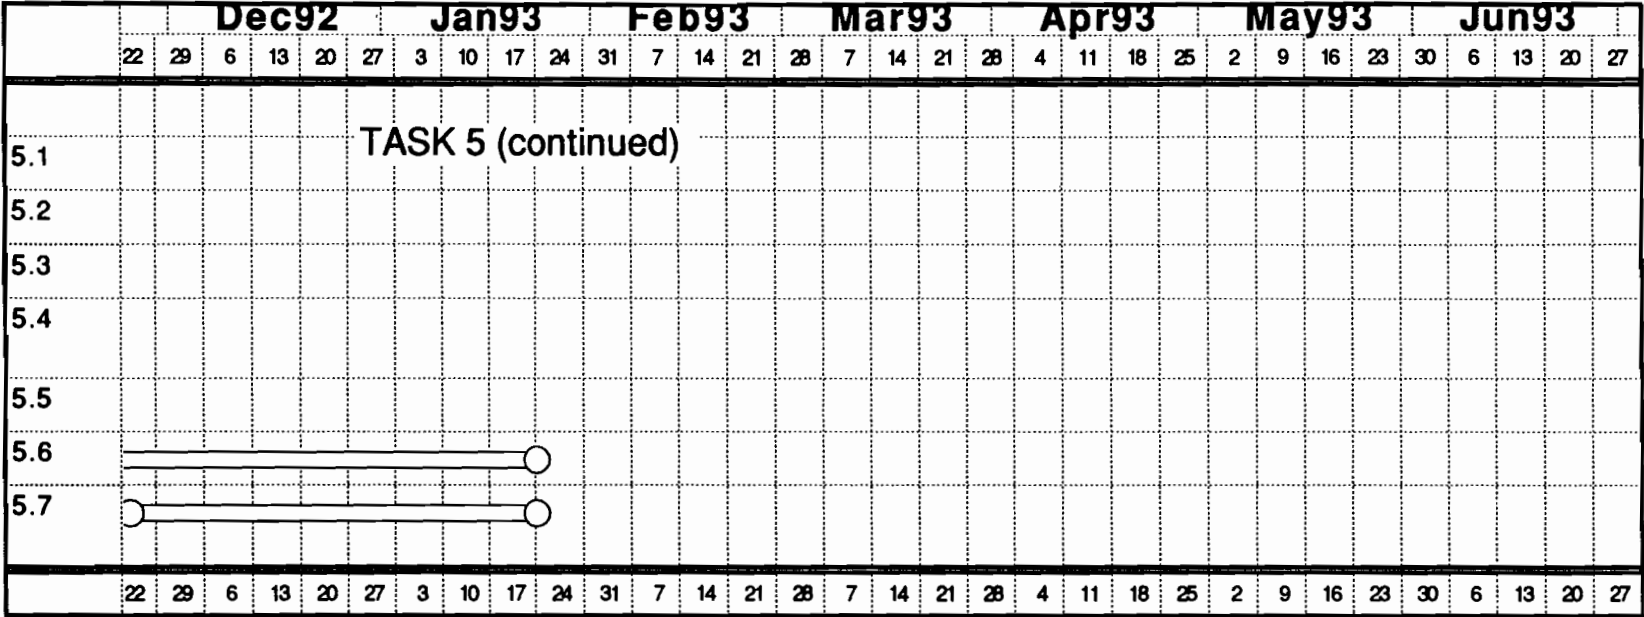 Dec92 Jan93 Feb93 Mar93 Apr93 May93 Jun93
22 29 6 13 20 27 3 10 17 24 31 7 14 21 28 7 14 21 28 4 11 18 25 2 9 16 23 30 6 13 20 27
TASK 5 (continued)
5.1
5.2
5.3
5.4
5.5
5.6
5.7
22 29 6 13 20 27 3 10 17 24 31 7 14 21 28 7 14 21 28 4 11 18 25 2 9 16 23 30 6 13 20 27